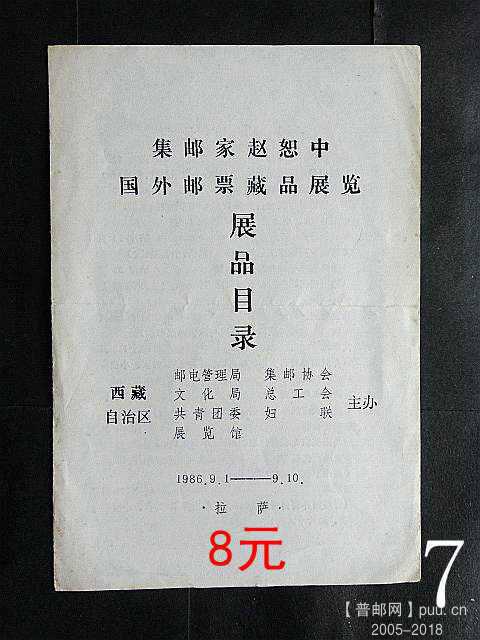 集邮家赵恕中
国外邮票藏品展览
展
品
目
录
西藏
自治区
邮电管理局 集邮协会
文化局 总工会
共青团委 妇联
展览馆
主办
1986.9.1——9.10.
·拉萨·
8元
7
【普邮网】puu.cn
2005-2018